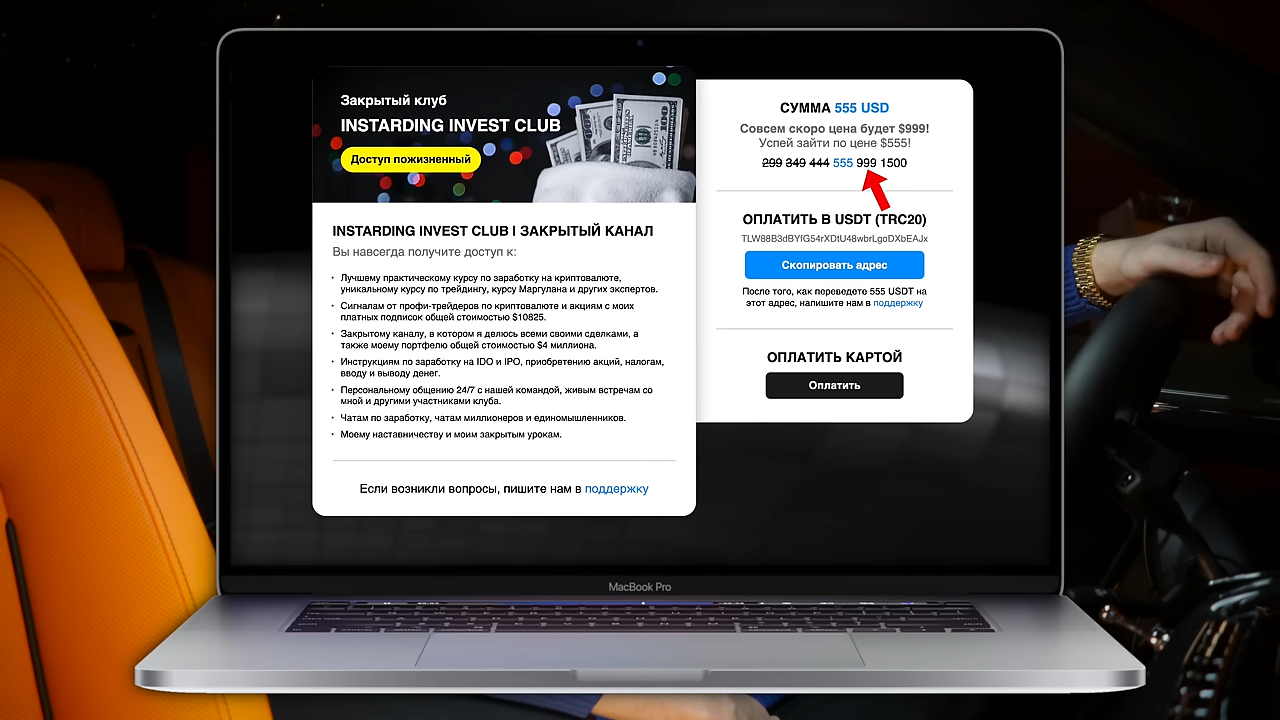 Закрытый клуб
INSTARDING INVEST CLUB
Доступ пожизненный
INSTARDING INVEST CLUB | ЗАКРЫТЫЙ КАНАЛ
Вы навсегда получите доступ к:
• Лучшему практическому курсу по заработку на криптовалюте,
уникальному курсу по трейдингу, курсу Маргулана и других экспертов.
• Сигналам от профи-трейдеров по криптовалюте и акциям с моих
платных подписок общей стоимостью $10825.
• Закрытому каналу, в котором я делюсь всеми своими сделками, а
также моему портфелю общей стоимостью $4 миллиона.
• Инструкциям по заработку на IDO и IPO, приобретению акций, налогам,
вводу и выводу денег.
• Персональному общению 24/7 с нашей командой, живым встречам со
мной и другими участниками клуба.
• Чатам по заработку, чатам миллионеров и единомышленников.
• Моему наставничеству и моим закрытым урокам.
Если возникли вопросы, пишите нам в поддержку
СУММА 555 USD
Совсем скоро цена будет $999!
Успей зайти по цене $555!
299 349 444 555 999 1500
ОПЛАТИТЬ В USDT (TRC20)
TLW88B3dBYfG54rXDtU48wbrLgoDXbEAJx
Скопировать адрес
После того, как переведете 555 USDT на
этот адрес, напишите нам в поддержку
ОПЛАТИТЬ КАРТОЙ
Оплатить
MacBook Pro